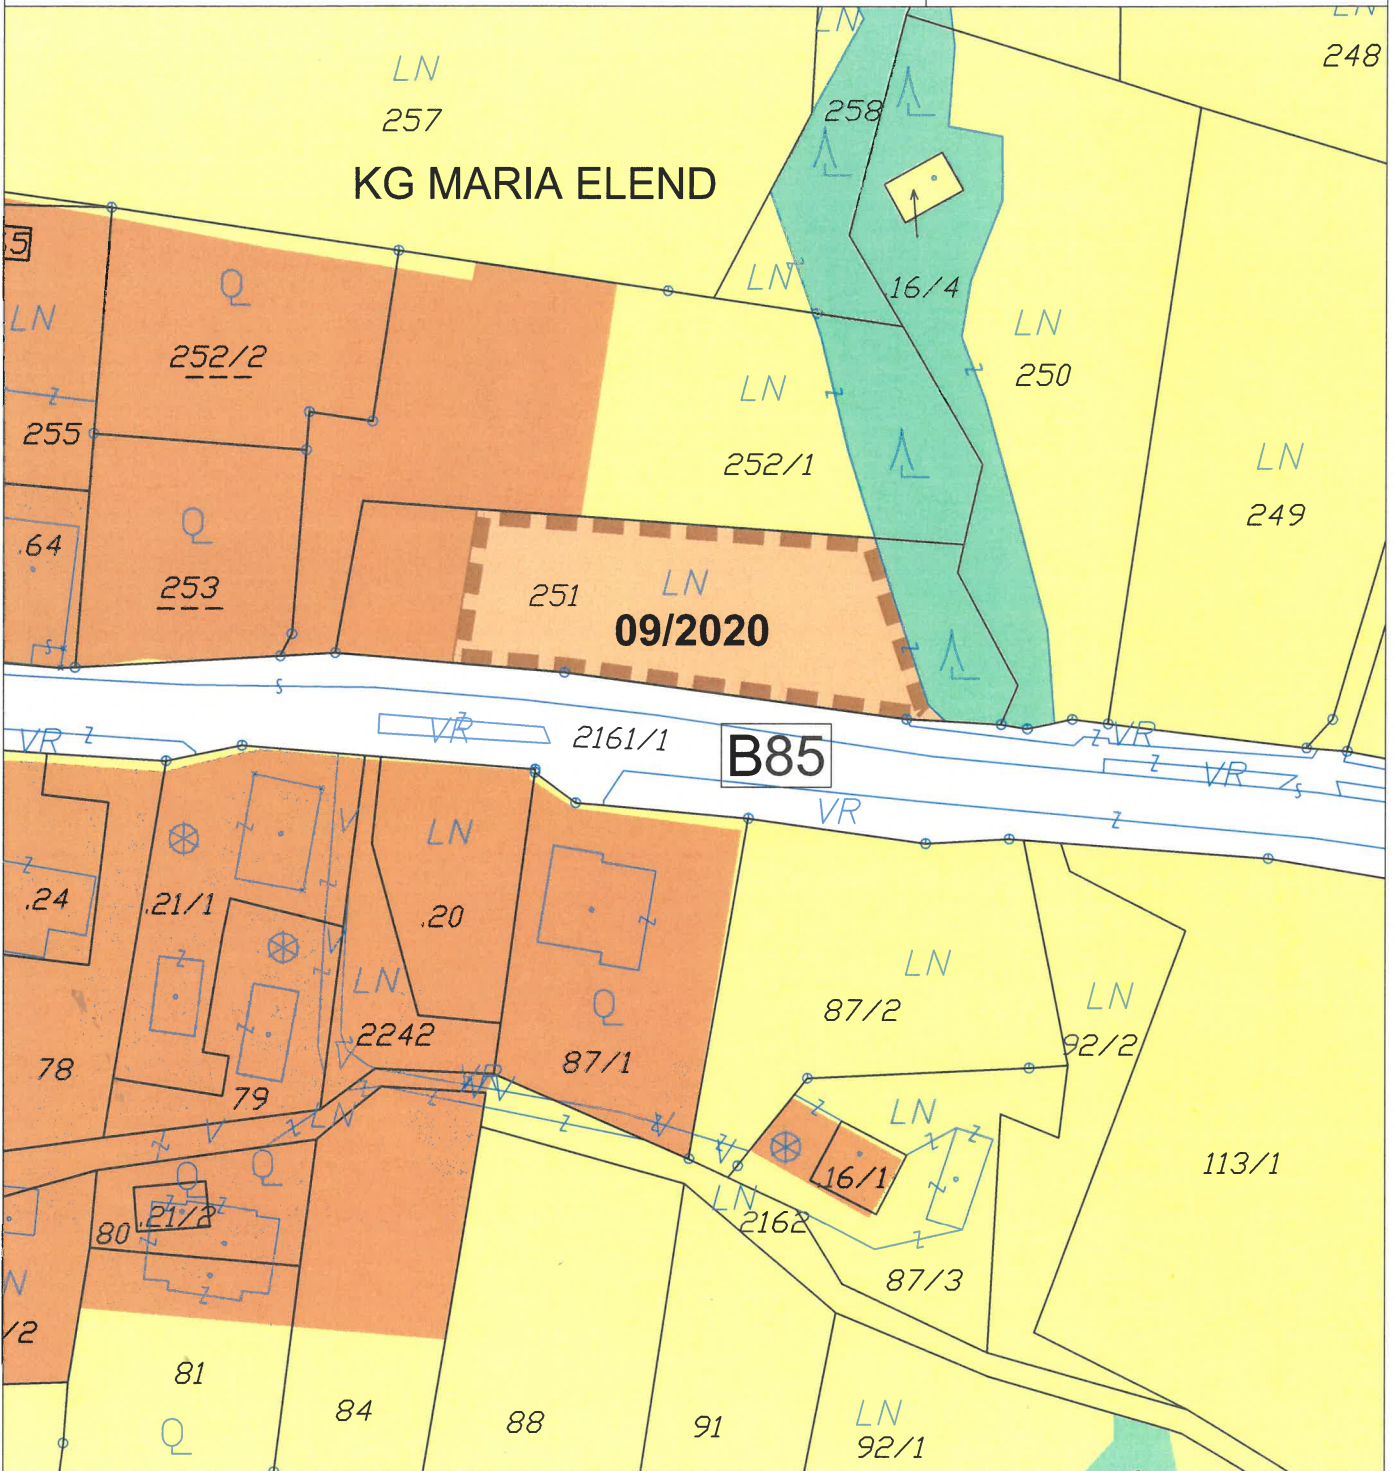 LN
LN
248
LN
257
258
KG MARIA ELEND
LN
Q
LN
.16/4
LN
252/2
250
LN
Z
Z
Z
Z
255
252/1
LN
249
Q
.64
253
251
LN
09/2020
Z
S
S
VR
Z
VR
Z
2161/1
B85
Z
VR
Z
VR
S
VR
Z
LN
Z
Z
V
.24
.21/1
.20
Z
Z
Z
V
Z
LN
LN
LN
Q
87/2
92/2
2242
87/1
78
79
V
VR
V
Z
Z
V
V
Z
Z
LN
V
Z
LN
Z
Z
113/1
Q
Q
.16/1
LN
2162
.21/2
80
Z
Z
Z
Z
Z
87/3
N
/2
81
84
88
91
LN
92/1
Q